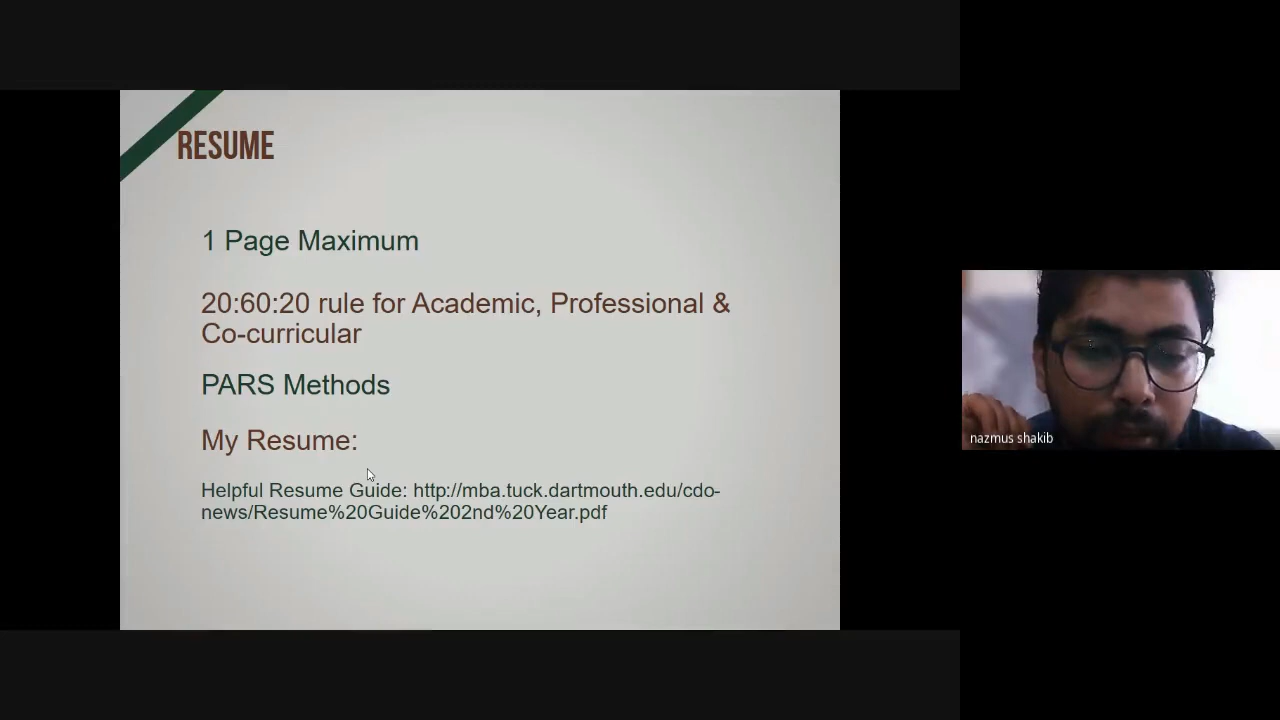 RESUME
1 Page Maximum
20:60:20 rule for Academic, Professional &
Co-curricular
PARS Methods
My Resume:
Helpful Resume Guide: http://mba.tuck.dartmouth.edu/cdo-
news/Resume%20Guide%202nd%20Year.pdf
nazmus shakib